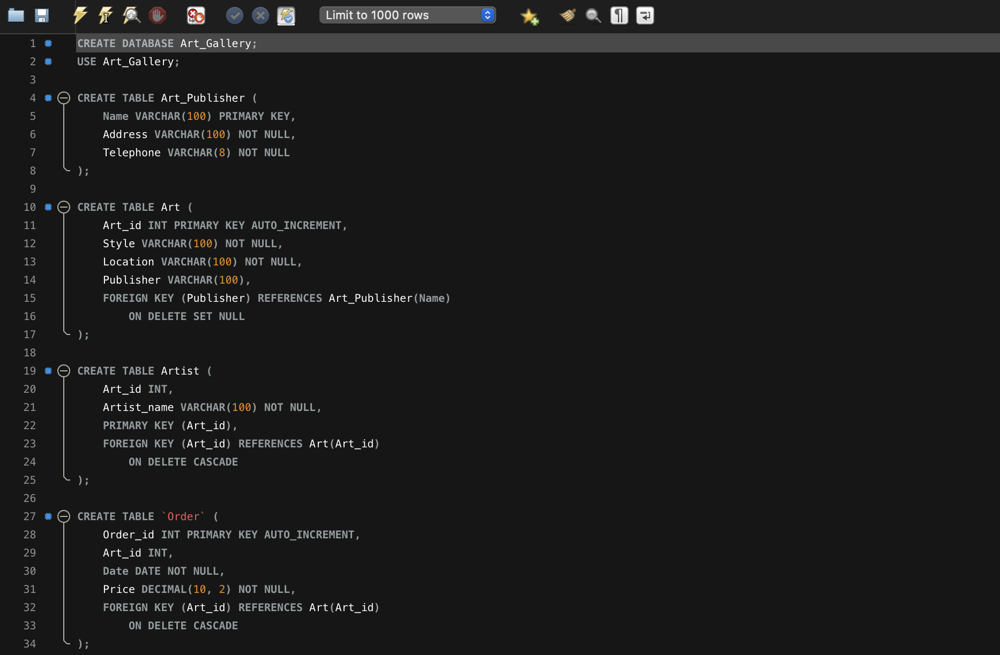 Limit to 1000 rows
1 CREATE DATABASE Art_Gallery;
2 USE Art_Gallery;
3
4 CREATE TABLE Art_Publisher (
5     Name VARCHAR(100) PRIMARY KEY,
6     Address VARCHAR(100) NOT NULL,
7     Telephone VARCHAR(8) NOT NULL
8 );
9
10 CREATE TABLE Art (
11     Art_id INT PRIMARY KEY AUTO_INCREMENT,
12     Style VARCHAR(100) NOT NULL,
13     Location VARCHAR(100) NOT NULL,
14     Publisher VARCHAR(100),
15     FOREIGN KEY (Publisher) REFERENCES Art_Publisher(Name)
16         ON DELETE SET NULL
17 );
18
19 CREATE TABLE Artist (
20     Art_id INT,
21     Artist_name VARCHAR(100) NOT NULL,
22     PRIMARY KEY (Art_id),
23     FOREIGN KEY (Art_id) REFERENCES Art(Art_id)
24         ON DELETE CASCADE
25 );
26
27 CREATE TABLE `Order` (
28     Order_id INT PRIMARY KEY AUTO_INCREMENT,
29     Art_id INT,
30     Date DATE NOT NULL,
31     Price DECIMAL(10, 2) NOT NULL,
32     FOREIGN KEY (Art_id) REFERENCES Art(Art_id)
33         ON DELETE CASCADE
34 );